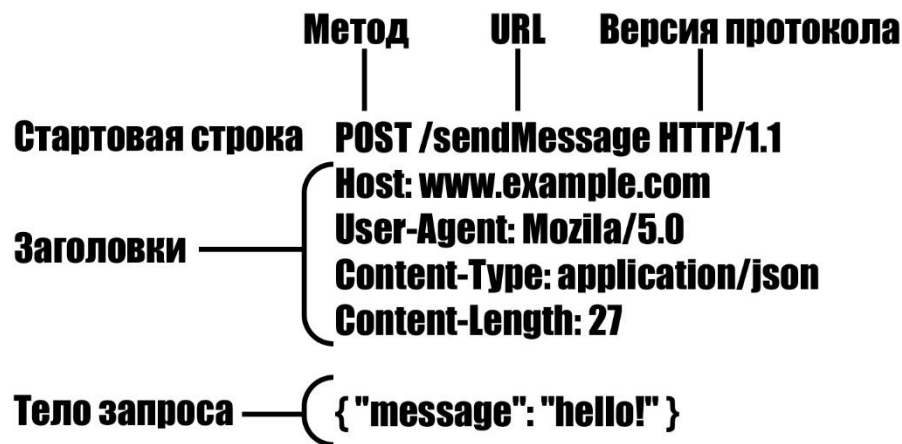 Метод URL Версия протокола
Стартовая строка POST /sendMessage HTTP/1.1
Host: www.example.com
User-Agent: Mozila/5.0
Заголовки
Content-Type: application/json
Content-Length: 27
Тело запроса { "message": "hello!" }